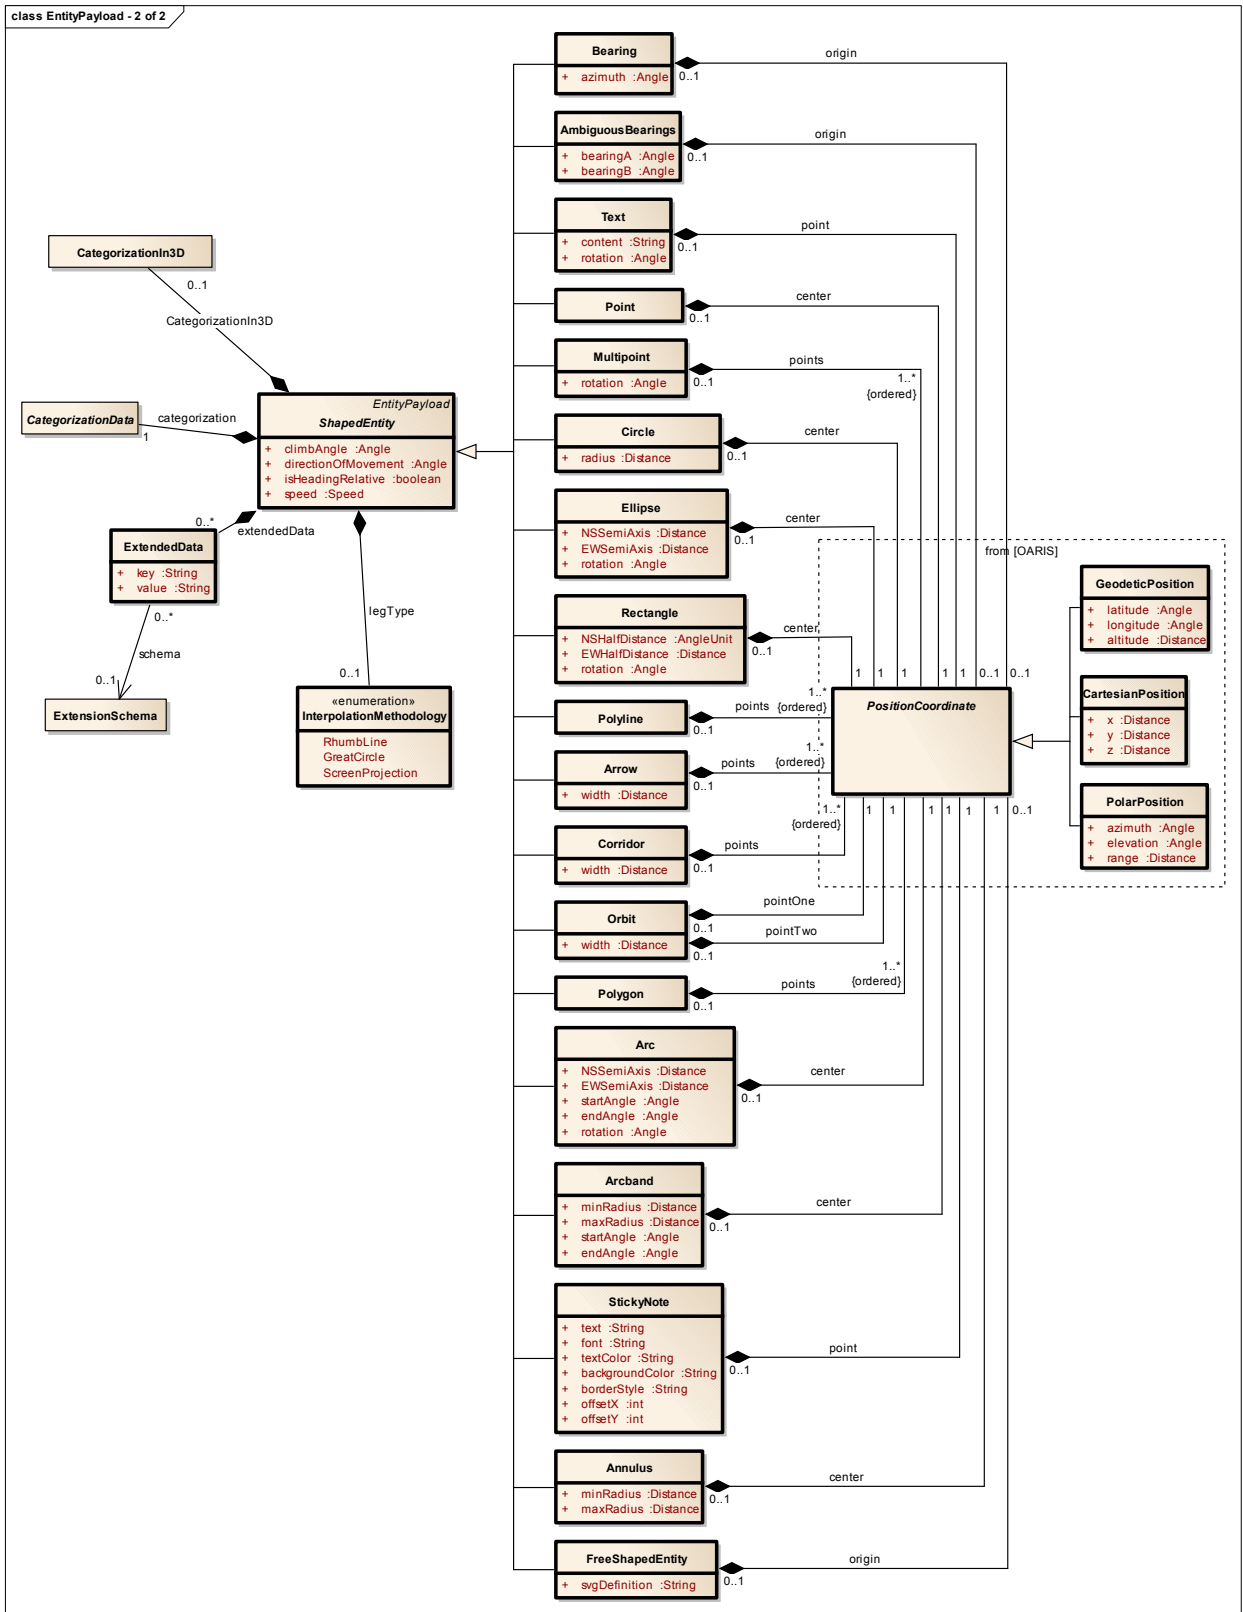 class EntityPayload - 2 of 2
Bearing
+ azimuth :Angle
0..1
origin
AmbiguousBearings
+ bearingA :Angle
+ bearingB :Angle
0..1
origin
Text
+ content :String
+ rotation :Angle
0..1
point
Point
0..1
center
Multipoint
+ rotation :Angle
0..1
points
1..*
{ordered}
Circle
+ radius :Distance
0..1
center
Ellipse
+ NSSemiAxis :Distance
+ EWSemiAxis :Distance
+ rotation :Angle
0..1
center
Rectangle
+ NSHalfDistance :AngleUnit
+ EWHalfDistance :Distance
+ rotation :Angle
0..1
center
CategorizationIn3D
0..1
CategorizationIn3D
EntityPayload
ShapedEntity
+ climbAngle :Angle
+ directionOfMovement :Angle
+ isHeadingRelative :boolean
+ speed :Speed
CategorizationData
categorization
1
0..*
extendedData
ExtendedData
+ key :String
+ value :String
0..*
schema
0..1
ExtensionSchema
legType
0..1
«enumeration»
InterpolationMethodology
RhumbLine
GreatCircle
ScreenProjection
from [OARIS]
GeodeticPosition
+ latitude :Angle
+ longitude :Angle
+ altitude :Distance
CartesianPosition
+ x :Distance
+ y :Distance
+ z :Distance
PolarPosition
+ azimuth :Angle
+ elevation :Angle
+ range :Distance
1 1 1 1 1 0..1 0..1
PositionCoordinate
Polyline
0..1
points
1..*
{ordered}
Arrow
+ width :Distance
0..1
points
1..*
{ordered}
1..*
{ordered}
1 1 1 1 1 1 0..1
Corridor
+ width :Distance
0..1
points
Orbit
+ width :Distance
0..1
pointOne
0..1
pointTwo
Polygon
0..1
points
1..*
{ordered}
Arc
+ NSSemiAxis :Distance
+ EWSemiAxis :Distance
+ startAngle :Angle
+ endAngle :Angle
+ rotation :Angle
0..1
center
Arcband
+ minRadius :Distance
+ maxRadius :Distance
+ startAngle :Angle
+ endAngle :Angle
0..1
center
StickyNote
+ text :String
+ font :String
+ textColor :String
+ backgroundColor :String
+ borderStyle :String
+ offsetX :int
+ offsetY :int
0..1
point
Annulus
+ minRadius :Distance
+ maxRadius :Distance
0..1
center
FreeShapedEntity
+ svgDefinition :String
0..1
origin